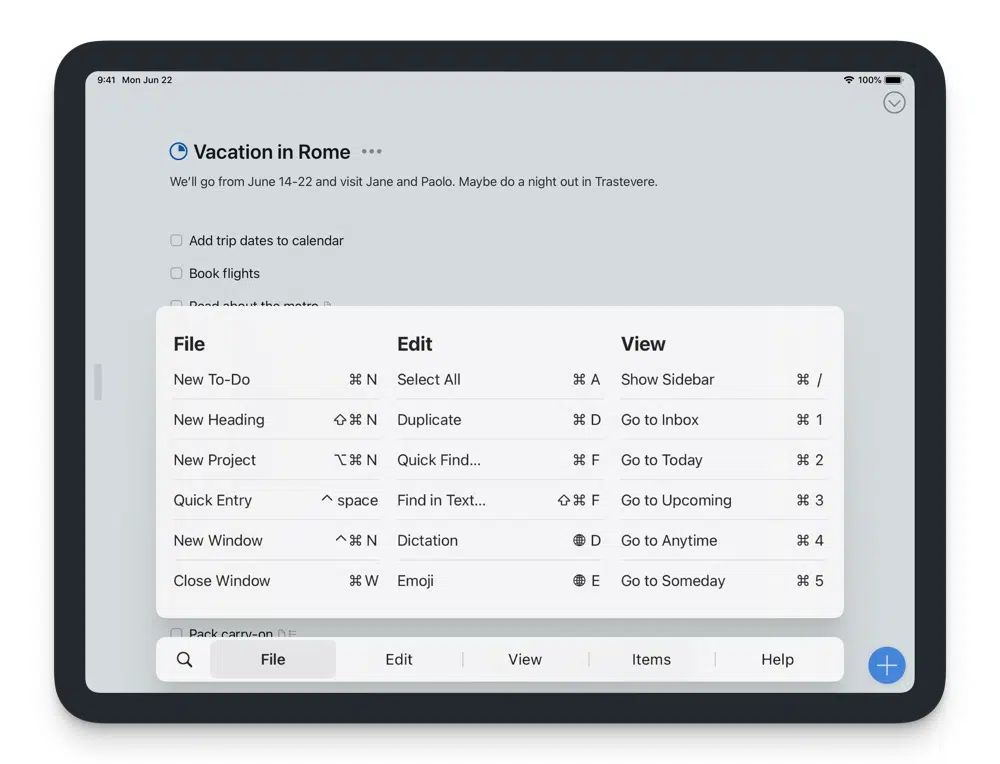 9:41 Mon Jun 22
100%
Vacation in Rome
We'll go from June 14-22 and visit Jane and Paolo. Maybe do a night out in Trastevere.
Add trip dates to calendar
Book flights
Read about the metro
File
New To-Do ⌘ N
New Heading ⇧⌘ N
New Project ⌥⌘ N
Quick Entry ^ space
New Window ^⌘ N
Close Window ⌘ W
Edit
Select All ⌘ A
Duplicate ⌘ D
Quick Find... ⌘ F
Find in Text... ⇧⌘ F
Dictation 🌐 D
Emoji 🌐 E
View
Show Sidebar ⌘ /
Go to Inbox ⌘ 1
Go to Today ⌘ 2
Go to Upcoming ⌘ 3
Go to Anytime ⌘ 4
Go to Someday ⌘ 5
Pack carry-on
File Edit View Items Help